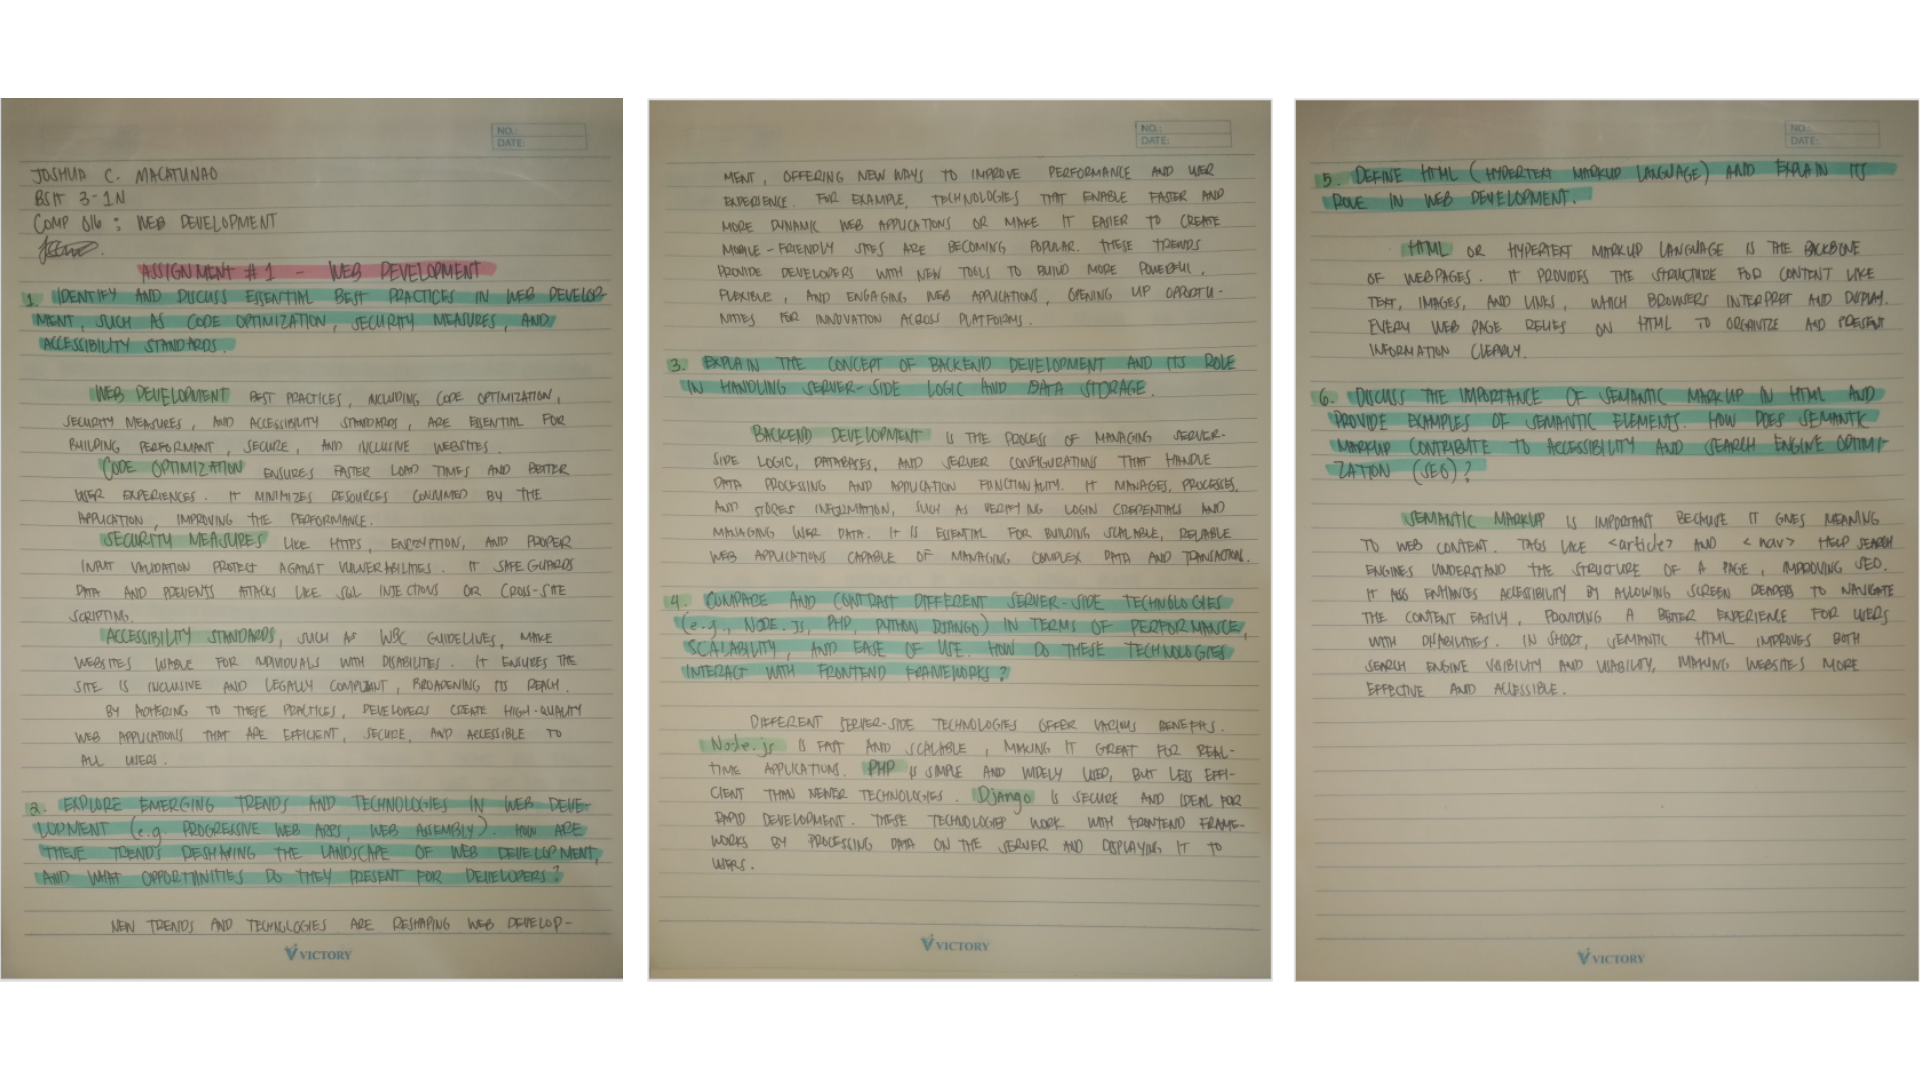 NO.:
DATE:
JOSHUA C. MACATUNAO
BSIT 3-1N
COMP 016 : WEB DEVELOPMENT
ASSIGNMENT #1 - WEB DEVELOPMENT
1. IDENTIFY AND DISCUSS ESSENTIAL BEST PRACTICES IN WEB DEVELOP-
MENT, SUCH AS CODE OPTIMIZATION, SECURITY MEASURES, AND
ACCESSIBILITY STANDARDS.
WEB DEVELOPMENT BEST PRACTICES, INCLUDING CODE OPTIMIZATION,
SECURITY MEASURES, AND ACCESSIBILITY STANDARDS, ARE ESSENTIAL FOR
BUILDING PERFORMANT, SECURE, AND INCLUSIVE WEBSITES.
CODE OPTIMIZATION ENSURES FASTER LOAD TIMES AND BETTER
USER EXPERIENCES. IT MINIMIZES RESOURCES CONSUMED BY THE
APPLICATION, IMPROVING THE PERFORMANCE.
SECURITY MEASURES LIKE HTTPS, ENCRYPTION, AND PROPER
INPUT VALIDATION PROTECT AGAINST VULNERABILITIES. IT SAFEGUARDS
DATA AND PREVENTS ATTACKS LIKE SQL INJECTIONS OR CROSS-SITE
SCRIPTING.
ACCESSIBILITY STANDARDS, SUCH AS W3C GUIDELINES, MAKE
WEBSITES USABLE FOR INDIVIDUALS WITH DISABILITIES. IT ENSURES THE
SITE IS INCLUSIVE AND LEGALLY COMPLIANT, BROADENING ITS REACH.
BY ADHERING TO THESE PRACTICES, DEVELOPERS CREATE HIGH-QUALITY
WEB APPLICATIONS THAT ARE EFFICIENT, SECURE, AND ACCESSIBLE TO
ALL USERS.
2. EXPLORE EMERGING TRENDS AND TECHNOLOGIES IN WEB DEVE-
LOPMENT (e.g. PROGRESSIVE WEB APPS, WEB ASSEMBLY). HOW ARE
THESE TRENDS RESHAPING THE LANDSCAPE OF WEB DEVELOPMENT,
AND WHAT OPPORTUNITIES DO THEY PRESENT FOR DEVELOPERS?
NEW TRENDS AND TECHNOLOGIES ARE RESHAPING WEB DEVELOP-
VICTORY
NO.:
DATE:
MENT, OFFERING NEW WAYS TO IMPROVE PERFORMANCE AND USER
EXPERIENCE. FOR EXAMPLE, TECHNOLOGIES THAT ENABLE FASTER AND
MORE DYNAMIC WEB APPLICATIONS OR MAKE IT EASIER TO CREATE
MOBILE-FRIENDLY SITES ARE BECOMING POPULAR. THESE TRENDS
PROVIDE DEVELOPERS WITH NEW TOOLS TO BUILD MORE POWERFUL,
FLEXIBLE, AND ENGAGING WEB APPLICATIONS, OPENING UP OPPORTU-
NITIES FOR INNOVATION ACROSS PLATFORMS.
3. EXPLAIN THE CONCEPT OF BACKEND DEVELOPMENT AND ITS ROLE
IN HANDLING SERVER-SIDE LOGIC AND DATA STORAGE.
BACKEND DEVELOPMENT IS THE PROCESS OF MANAGING SERVER-
SIDE LOGIC, DATABASES, AND SERVER CONFIGURATIONS THAT HANDLE
DATA PROCESSING AND APPLICATION FUNCTIONALITY. IT MANAGES, PROCESSES,
AND STORES INFORMATION, SUCH AS VERIFYING LOGIN CREDENTIALS AND
MANAGING USER DATA. IT IS ESSENTIAL FOR BUILDING SCALABLE, RELIABLE
WEB APPLICATIONS CAPABLE OF MANAGING COMPLEX DATA AND TRANSACTION.
4. COMPARE AND CONTRAST DIFFERENT SERVER-SIDE TECHNOLOGIES
(e.g., NODE.js, PHP, PYTHON DJANGO) IN TERMS OF PERFORMANCE,
SCALABILITY, AND EASE OF USE. HOW DO THESE TECHNOLOGIES
INTERACT WITH FRONTEND FRAMEWORKS?
DIFFERENT SERVER-SIDE TECHNOLOGIES OFFER VARIOUS BENEFITS.
Node.js IS FAST AND SCALABLE, MAKING IT GREAT FOR REAL-
TIME APPLICATIONS. PHP IS SIMPLE AND WIDELY USED, BUT LESS EFFI-
CIENT THAN NEWER TECHNOLOGIES. Django IS SECURE AND IDEAL FOR
RAPID DEVELOPMENT. THESE TECHNOLOGIES WORK WITH FRONTEND FRAME-
WORKS BY PROCESSING DATA ON THE SERVER AND DISPLAYING IT TO
USERS.
VICTORY
NO.:
DATE:
5. DEFINE HTML (HYPERTEXT MARKUP LANGUAGE) AND EXPLAIN ITS
ROLE IN WEB DEVELOPMENT.
HTML OR HYPERTEXT MARKUP LANGUAGE IS THE BACKBONE
OF WEBPAGES. IT PROVIDES THE STRUCTURE FOR CONTENT LIKE
TEXT, IMAGES, AND LINKS, WHICH BROWSERS INTERPRET AND DISPLAY.
EVERY WEB PAGE RELIES ON HTML TO ORGANIZE AND PRESENT
INFORMATION CLEARLY.
6. DISCUSS THE IMPORTANCE OF SEMANTIC MARKUP IN HTML AND
PROVIDE EXAMPLES OF SEMANTIC ELEMENTS. HOW DOES SEMANTIC
MARKUP CONTRIBUTE TO ACCESSIBILITY AND SEARCH ENGINE OPTIMI-
ZATION (SEO)?
SEMANTIC MARKUP IS IMPORTANT BECAUSE IT GIVES MEANING
TO WEB CONTENT. TAGS LIKE <article> AND <nav> HELP SEARCH
ENGINES UNDERSTAND THE STRUCTURE OF A PAGE, IMPROVING SEO.
IT ALSO ENHANCES ACCESSIBILITY BY ALLOWING SCREEN READERS TO NAVIGATE
THE CONTENT EASILY, PROVIDING A BETTER EXPERIENCE FOR USERS
WITH DISABILITIES. IN SHORT, SEMANTIC HTML IMPROVES BOTH
SEARCH ENGINE VISIBILITY AND USABILITY, MAKING WEBSITES MORE
EFFECTIVE AND ACCESSIBLE.
VICTORY